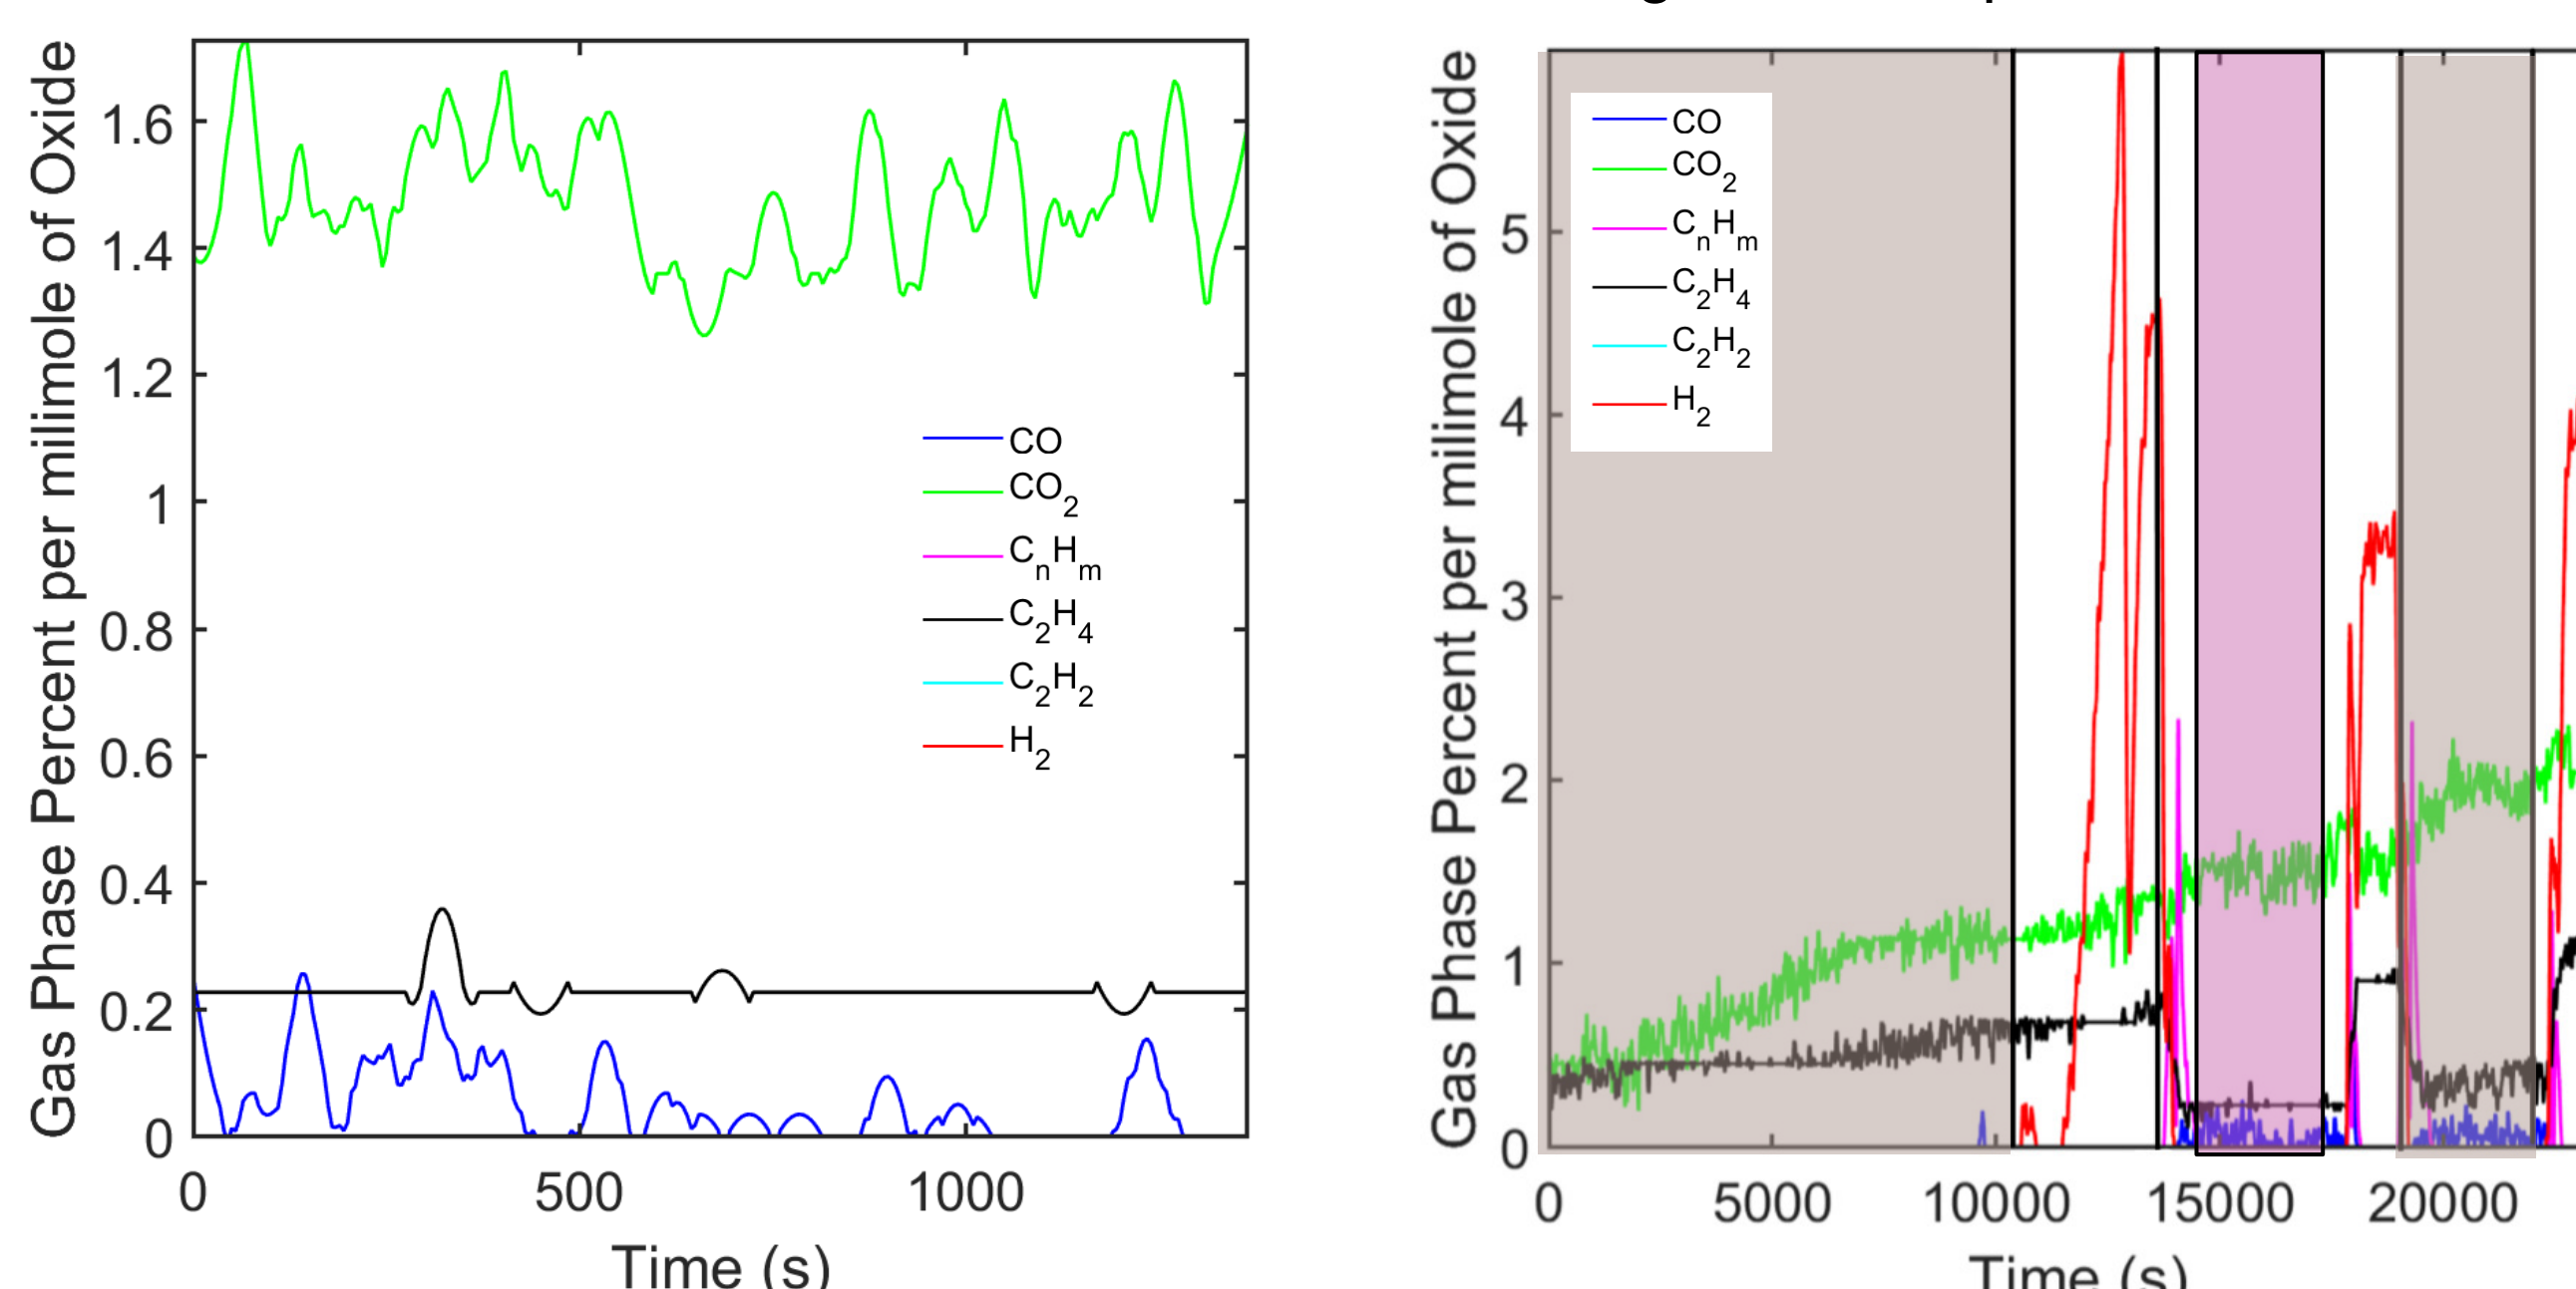 Gas Phase Percent per milimole of Oxide
1.6
1.4
1.2
1
0.8
0.6
0.4
0.2
0
0 500 1000
Time (s)
CO
CO2
CnHm
C2H4
C2H2
H2
Gas Phase Percent per milimole of Oxide
5
4
3
2
1
0
0 5000 10000 15000 20000
Time (s)
CO
CO2
CnHm
C2H4
C2H2
H2